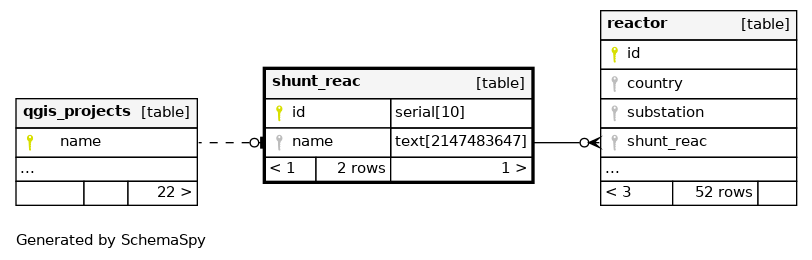 qgis_projects [table]
name
...
22 >
shunt_reac [table]
id serial[10]
name text[2147483647]
< 1 2 rows 1 >
reactor [table]
id
country
substation
shunt_reac
...
< 3 52 rows
Generated by SchemaSpy